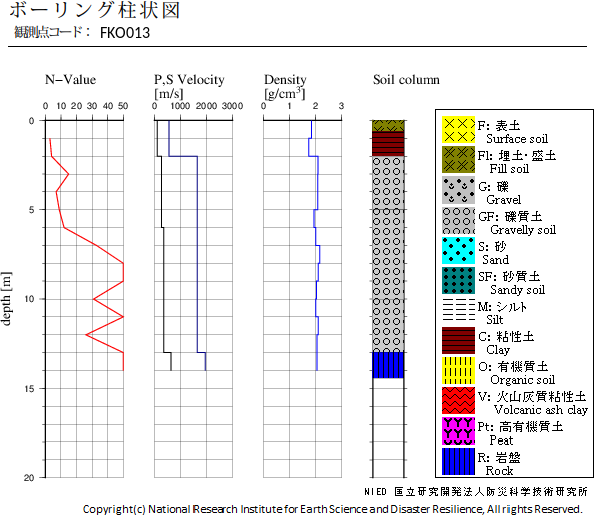 ボーリング柱状図
観測点コード： FKO013
N−Value
P,S Velocity
[m/s]
Density
[g/cm³]
Soil column
0 10 20 30 40 50
0 1000 2000 3000
0 1 2 3
0
5
10
15
20
depth [m]
F: 表土
Surface soil
Fl: 埋土・盛土
Fill soil
G: 礫
Gravel
GF: 礫質土
Gravelly soil
S: 砂
Sand
SF: 砂質土
Sandy soil
M: シルト
Silt
C: 粘性土
Clay
O: 有機質土
Organic soil
V: 火山灰質粘性土
Volcanic ash clay
Pt: 高有機質土
Peat
R: 岩盤
Rock
NIED 国立研究開発法人防災科学技術研究所
Copyright(c) National Research Institute for Earth Science and Disaster Resilience, All rights Reserved.